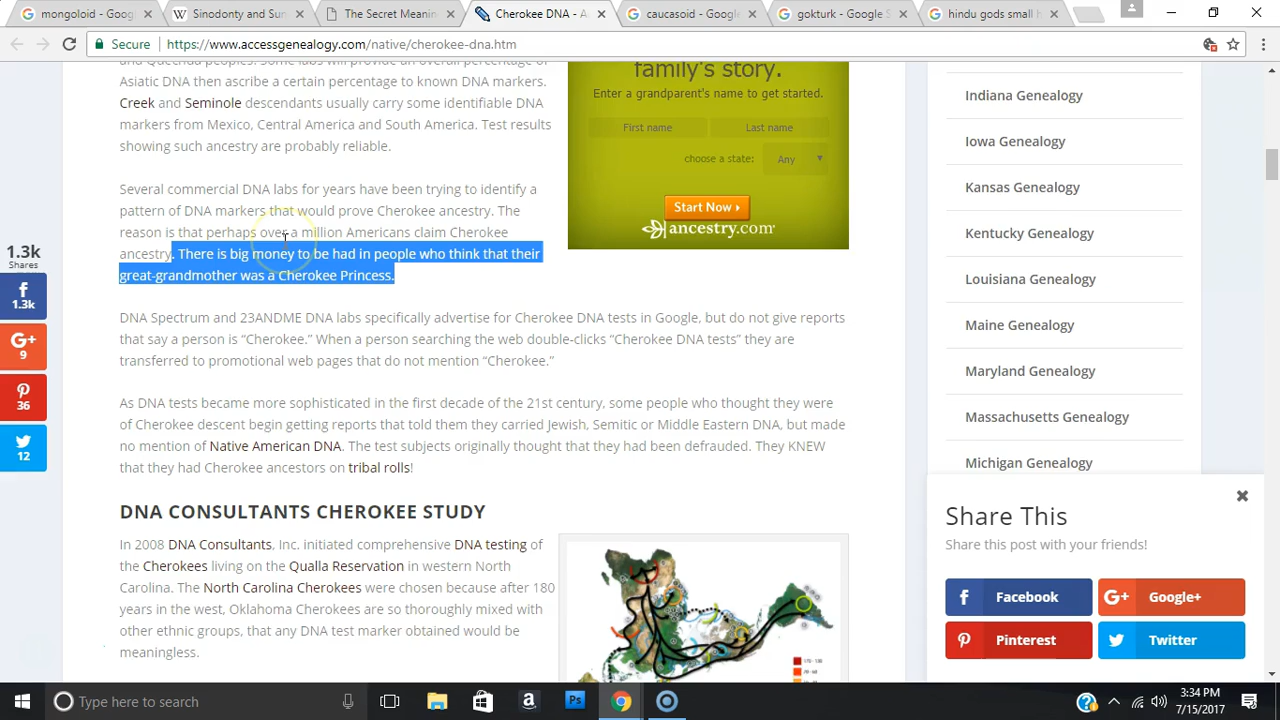 mongoloid - Google
Sinodonty and Sun
The Secret Meanin
Cherokee DNA - A
caucasoid - Google
gokturk - Google S
hindu gods small h
Secure
https://www.accessgenealogy.com/native/cherokee-dna.htm
and Quechua peoples. Some labs will provide an overall percentage of
Asiatic DNA then ascribe a certain percentage to known DNA markers.
Creek and Seminole descendants usually carry some identifiable DNA
markers from Mexico, Central America and South America. Test results
showing such ancestry are probably reliable.
Several commercial DNA labs for years have been trying to identify a
pattern of DNA markers that would prove Cherokee ancestry. The
reason is that perhaps over a million Americans claim Cherokee
ancestry. There is big money to be had in people who think that their
great-grandmother was a Cherokee Princess.
family's story.
Enter a grandparent's name to get started.
First name
Last name
choose a state:
Any
Start Now
ancestry.com
DNA Spectrum and 23ANDME DNA labs specifically advertise for Cherokee DNA tests in Google, but do not give reports
that say a person is “Cherokee.” When a person searching the web double-clicks “Cherokee DNA tests” they are
transferred to promotional web pages that do not mention “Cherokee.”
As DNA tests became more sophisticated in the first decade of the 21st century, some people who thought they were
of Cherokee descent begin getting reports that told them they carried Jewish, Semitic or Middle Eastern DNA, but made
no mention of Native American DNA. The test subjects originally thought that they had been defrauded. They KNEW
that they had Cherokee ancestors on tribal rolls!
DNA CONSULTANTS CHEROKEE STUDY
In 2008 DNA Consultants, Inc. initiated comprehensive DNA testing of
the Cherokees living on the Qualla Reservation in western North
Carolina. The North Carolina Cherokees were chosen because after 180
years in the west, Oklahoma Cherokees are so thoroughly mixed with
other ethnic groups, that any DNA test marker obtained would be
meaningless.
1.3k
Shares
f
1.3k
G+
9
36
12
Indiana Genealogy
Iowa Genealogy
Kansas Genealogy
Kentucky Genealogy
Louisiana Genealogy
Maine Genealogy
Maryland Genealogy
Massachusetts Genealogy
Michigan Genealogy
Share This
Share this post with your friends!
Facebook
Google+
Pinterest
Twitter
Type here to search
3:34 PM
7/15/2017